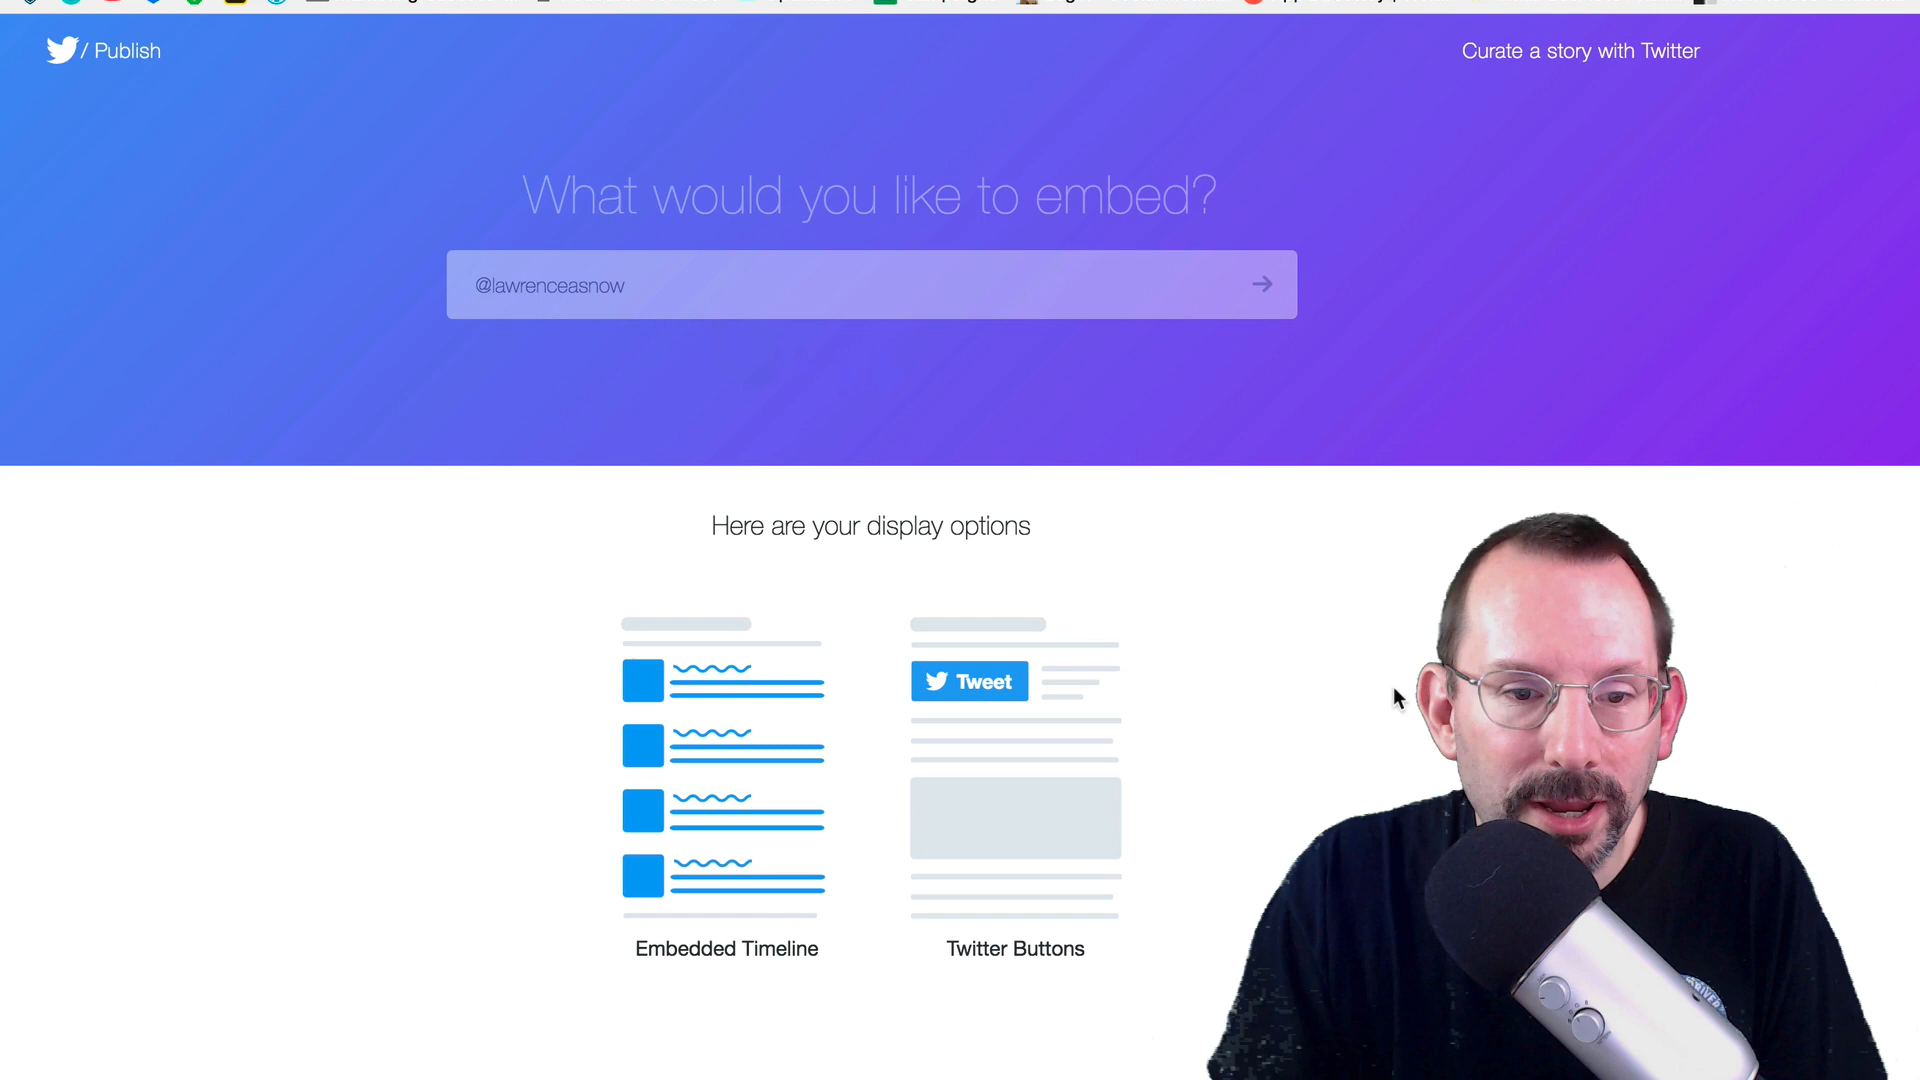 / Publish
Curate a story with Twitter
What would you like to embed?
@lawrenceasnow
Here are your display options
Tweet
Embedded Timeline
Twitter Buttons